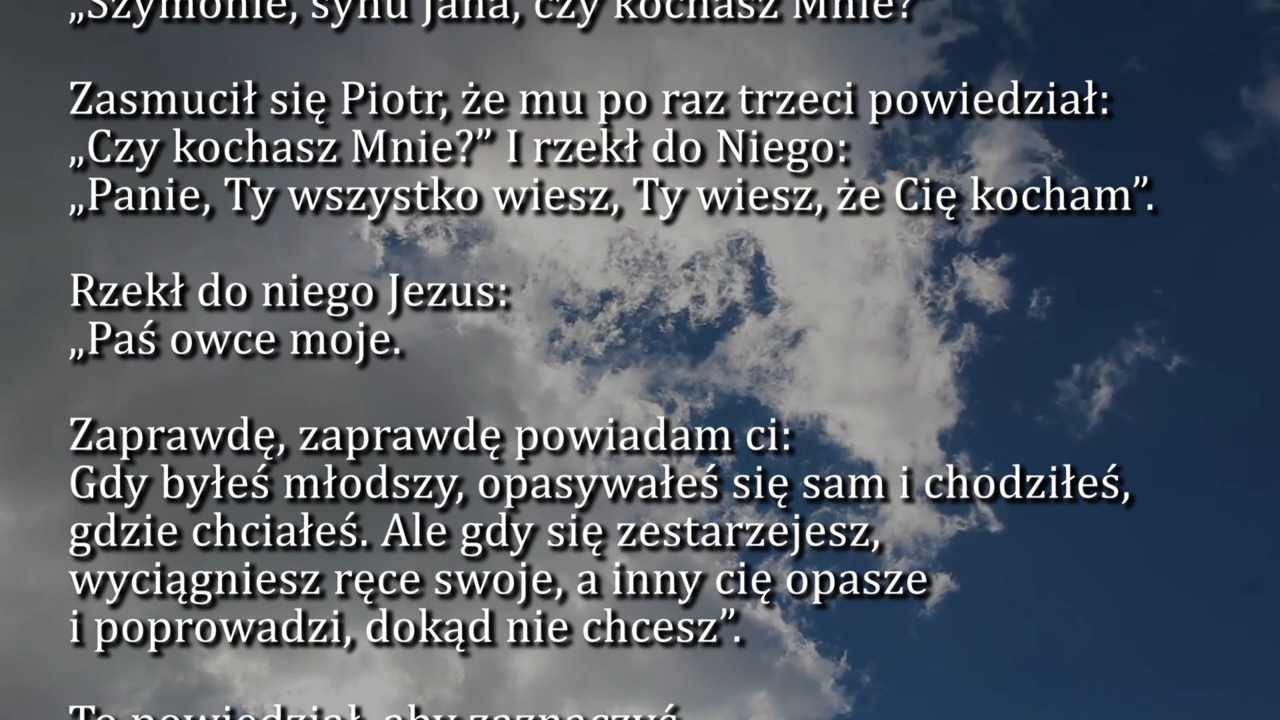 „Szymonie, synu Jana, czy kochasz Mnie?”
Zasmucił się Piotr, że mu po raz trzeci powiedział:
„Czy kochasz Mnie?” I rzekł do Niego:
„Panie, Ty wszystko wiesz, Ty wiesz, że Cię kocham”.
Rzekł do niego Jezus:
„Paś owce moje.
Zaprawdę, zaprawdę powiadam ci:
Gdy byłeś młodszy, opasywałeś się sam i chodziłeś,
gdzie chciałeś. Ale gdy się zestarzejesz,
wyciągniesz ręce swoje, a inny cię opasze
i poprowadzi, dokąd nie chcesz”.
To powiedział, aby zaznaczyć